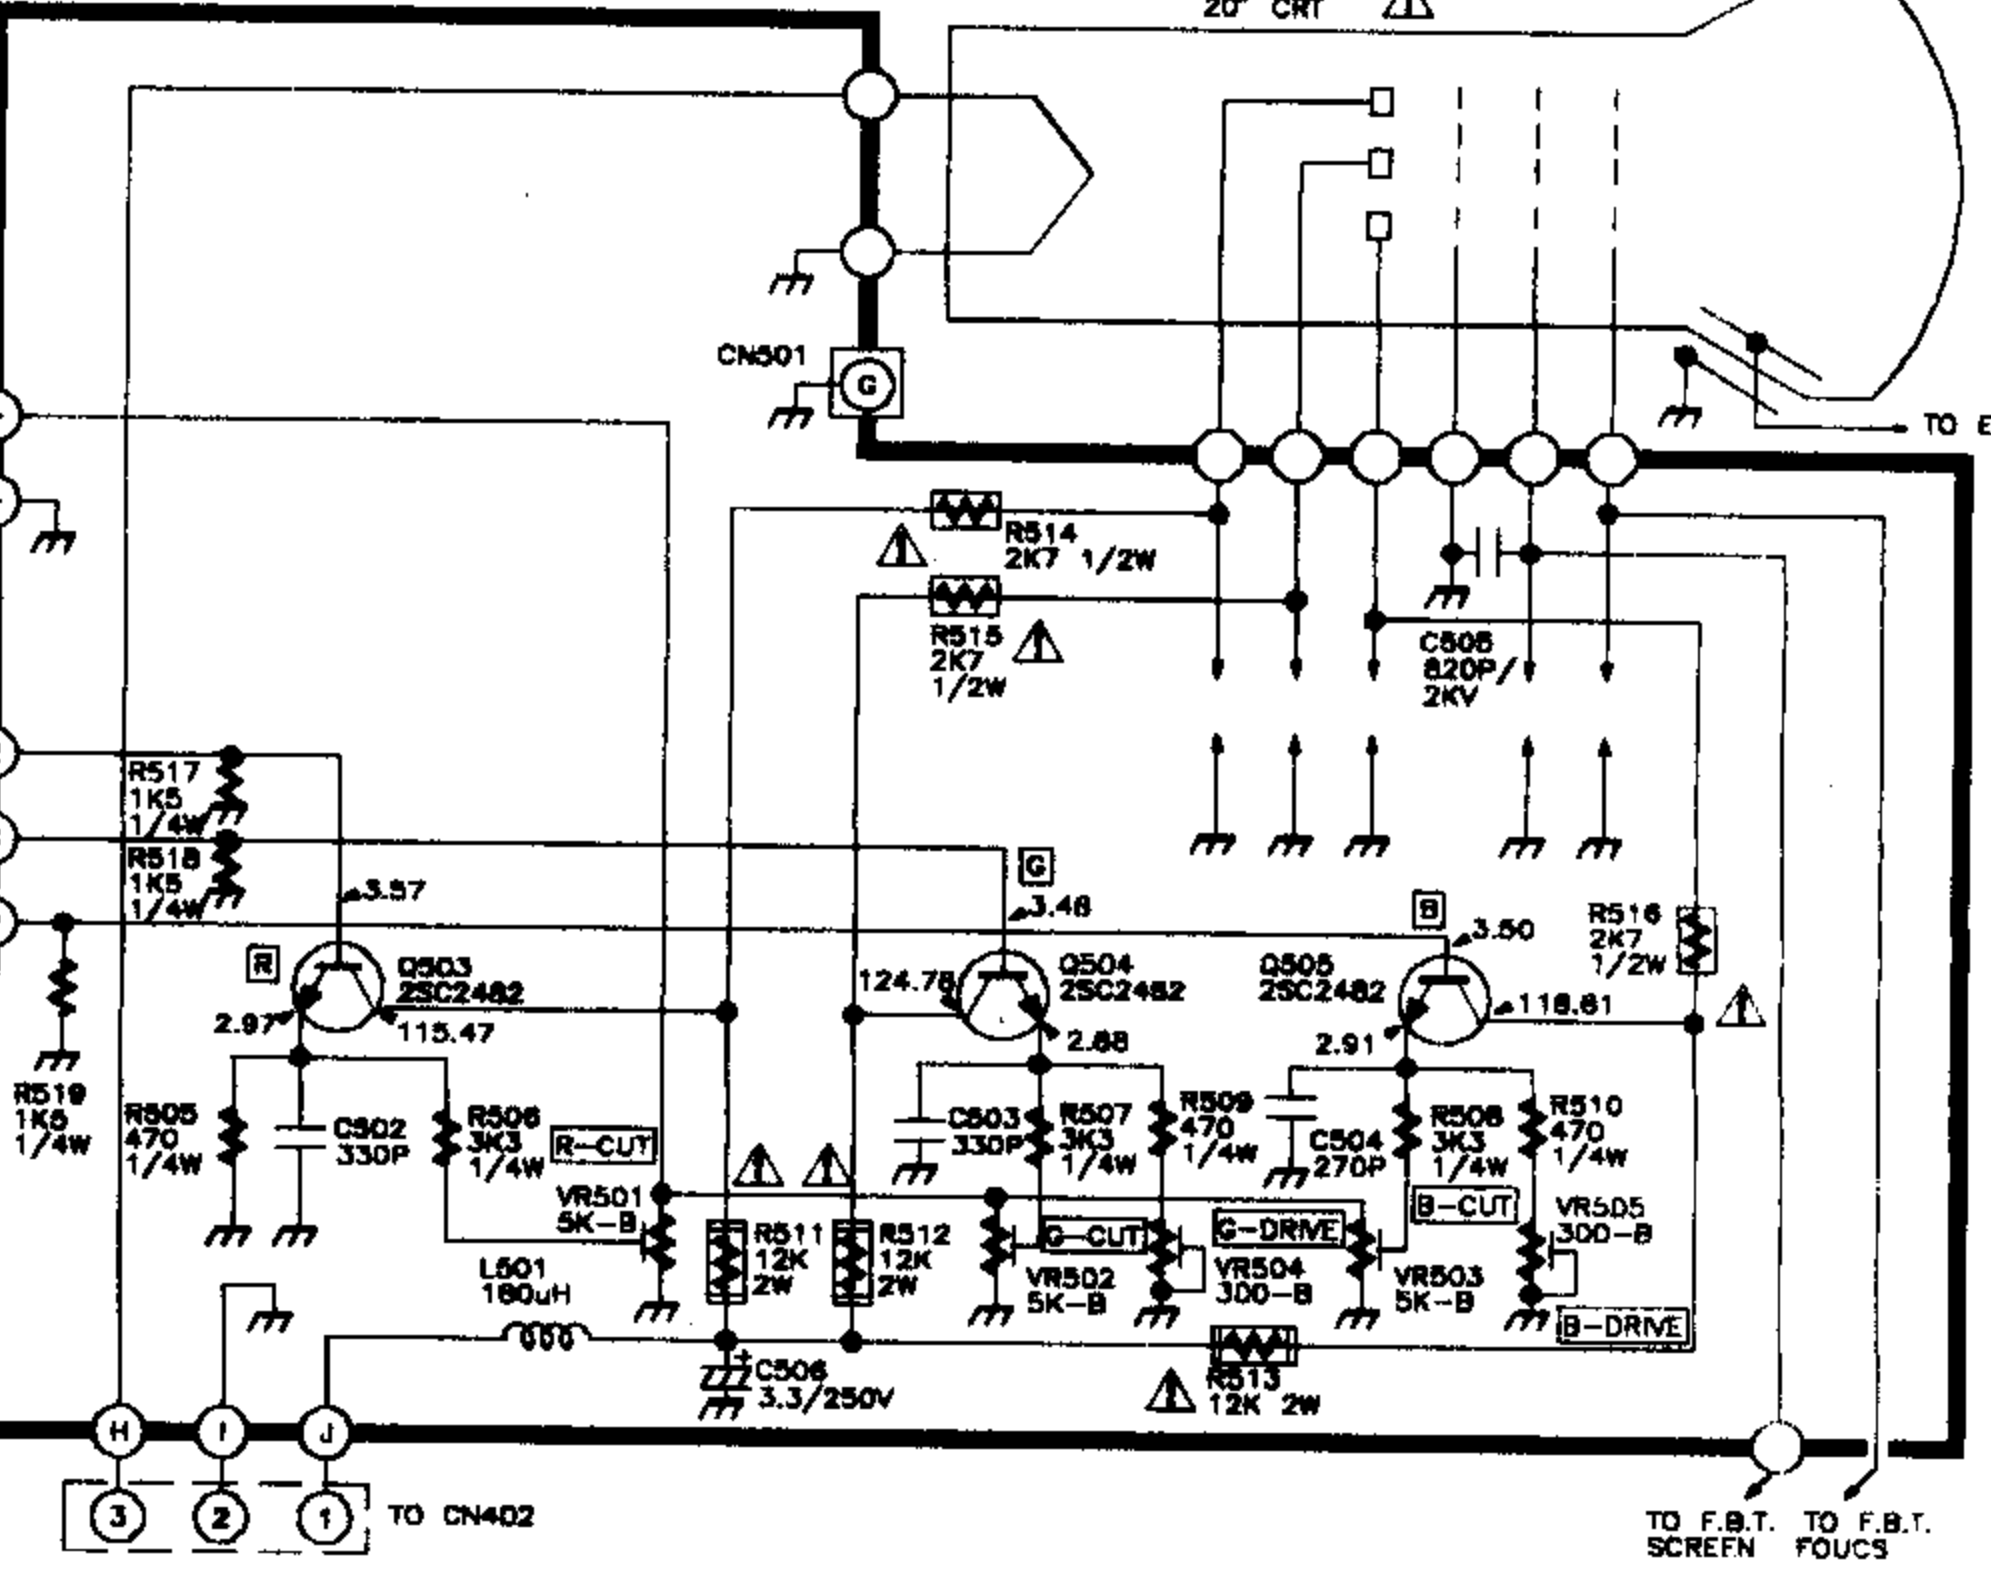 20" CRT
CN501
G
TO E
R514
2K7 1/2W
R515
2K7
1/2W
C505
820P/
2KV
R517
1K5
1/4W
R518
1K5
1/4W
3.57
G
3.48
B
3.50
R516
2K7
1/2W
R
Q503
2SC2482
2.97
115.47
124.78
Q504
2SC2482
2.88
Q505
2SC2482
2.91
118.61
R519
1K5
1/4W
R505
470
1/4W
C502
330P
R506
3K3
1/4W
R-CUT
VR501
5K-B
C503
330P
R507
3K3
1/4W
R509
470
1/4W
C504
270P
R508
3K3
1/4W
R510
470
1/4W
B-CUT
VR505
300-B
R511
12K
2W
R512
12K
2W
G-CUT
VR502
5K-B
G-DRIVE
VR504
300-B
VR503
5K-B
B-DRIVE
L501
180uH
+
C506
3.3/250V
R513
12K 2W
H
I
J
3
2
1
TO CN402
TO F.B.T.
SCREEN
TO F.B.T.
FOUCS